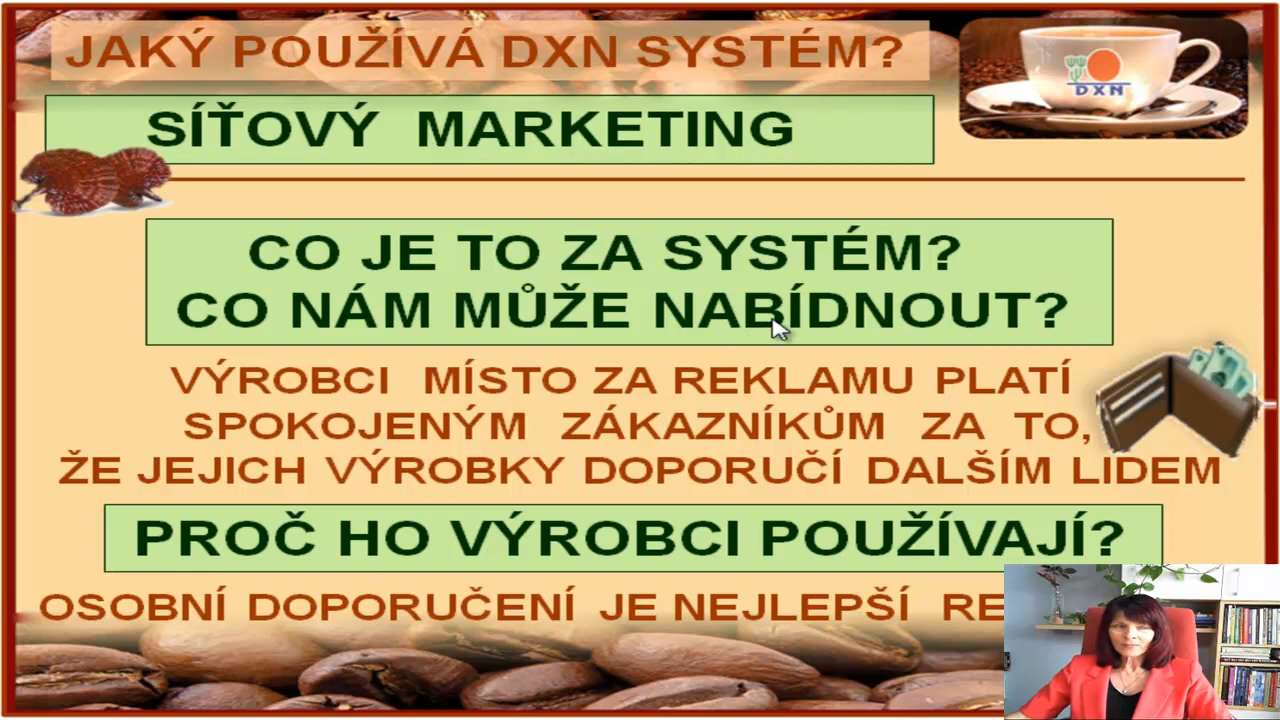 JAKÝ POUŽÍVÁ DXN SYSTÉM?
DXN
SÍŤOVÝ MARKETING
CO JE TO ZA SYSTÉM?
CO NÁM MŮŽE NABÍDNOUT?
VÝROBCI MÍSTO ZA REKLAMU PLATÍ
SPOKOJENÝM ZÁKAZNÍKŮM ZA TO,
ŽE JEJICH VÝROBKY DOPORUČÍ DALŠÍM LIDEM
PROČ HO VÝROBCI POUŽÍVAJÍ?
OSOBNÍ DOPORUČENÍ JE NEJLEPŠÍ